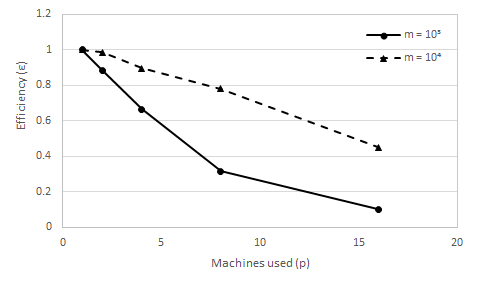 1.2
1
0.8
0.6
0.4
0.2
0
Efficiency (ε)
m = 10³
m = 10⁴
0 5 10 15 20
Machines used (p)